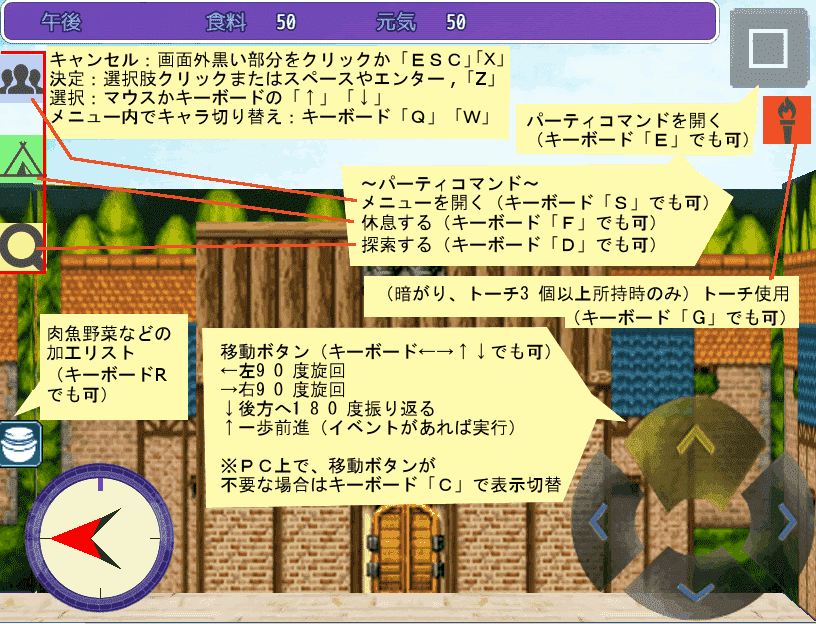 午後 食料 50 元気 50
キャンセル：画面外黒い部分をクリックか「ＥＳＣ」「X」
決定：選択肢クリックまたはスペースやエンター，「Z」
選択：マウスかキーボードの「↑」「↓」
メニュー内でキャラ切り替え：キーボード「Q」「W」
パーティコマンドを開く
（キーボード「Ｅ」でも可）
～パーティコマンド～
メニューを開く（キーボード「Ｓ」でも可）
休息する（キーボード「Ｆ」でも可）
探索する（キーボード「Ｄ」でも可）
（暗がり、トーチ3 個以上所持時のみ）トーチ使用
（キーボード「Ｇ」でも可）
肉魚野菜などの
加工リスト
（キーボードR
でも可）
移動ボタン（キーボード←→↑↓でも可）
←左９０ 度旋回
→右９０ 度旋回
↓後方へ1８０ 度振り返る
↑一歩前進（イベントがあれば実行）
※ＰＣ上で、移動ボタンが
不要な場合はキーボード「Ｃ」で表示切替